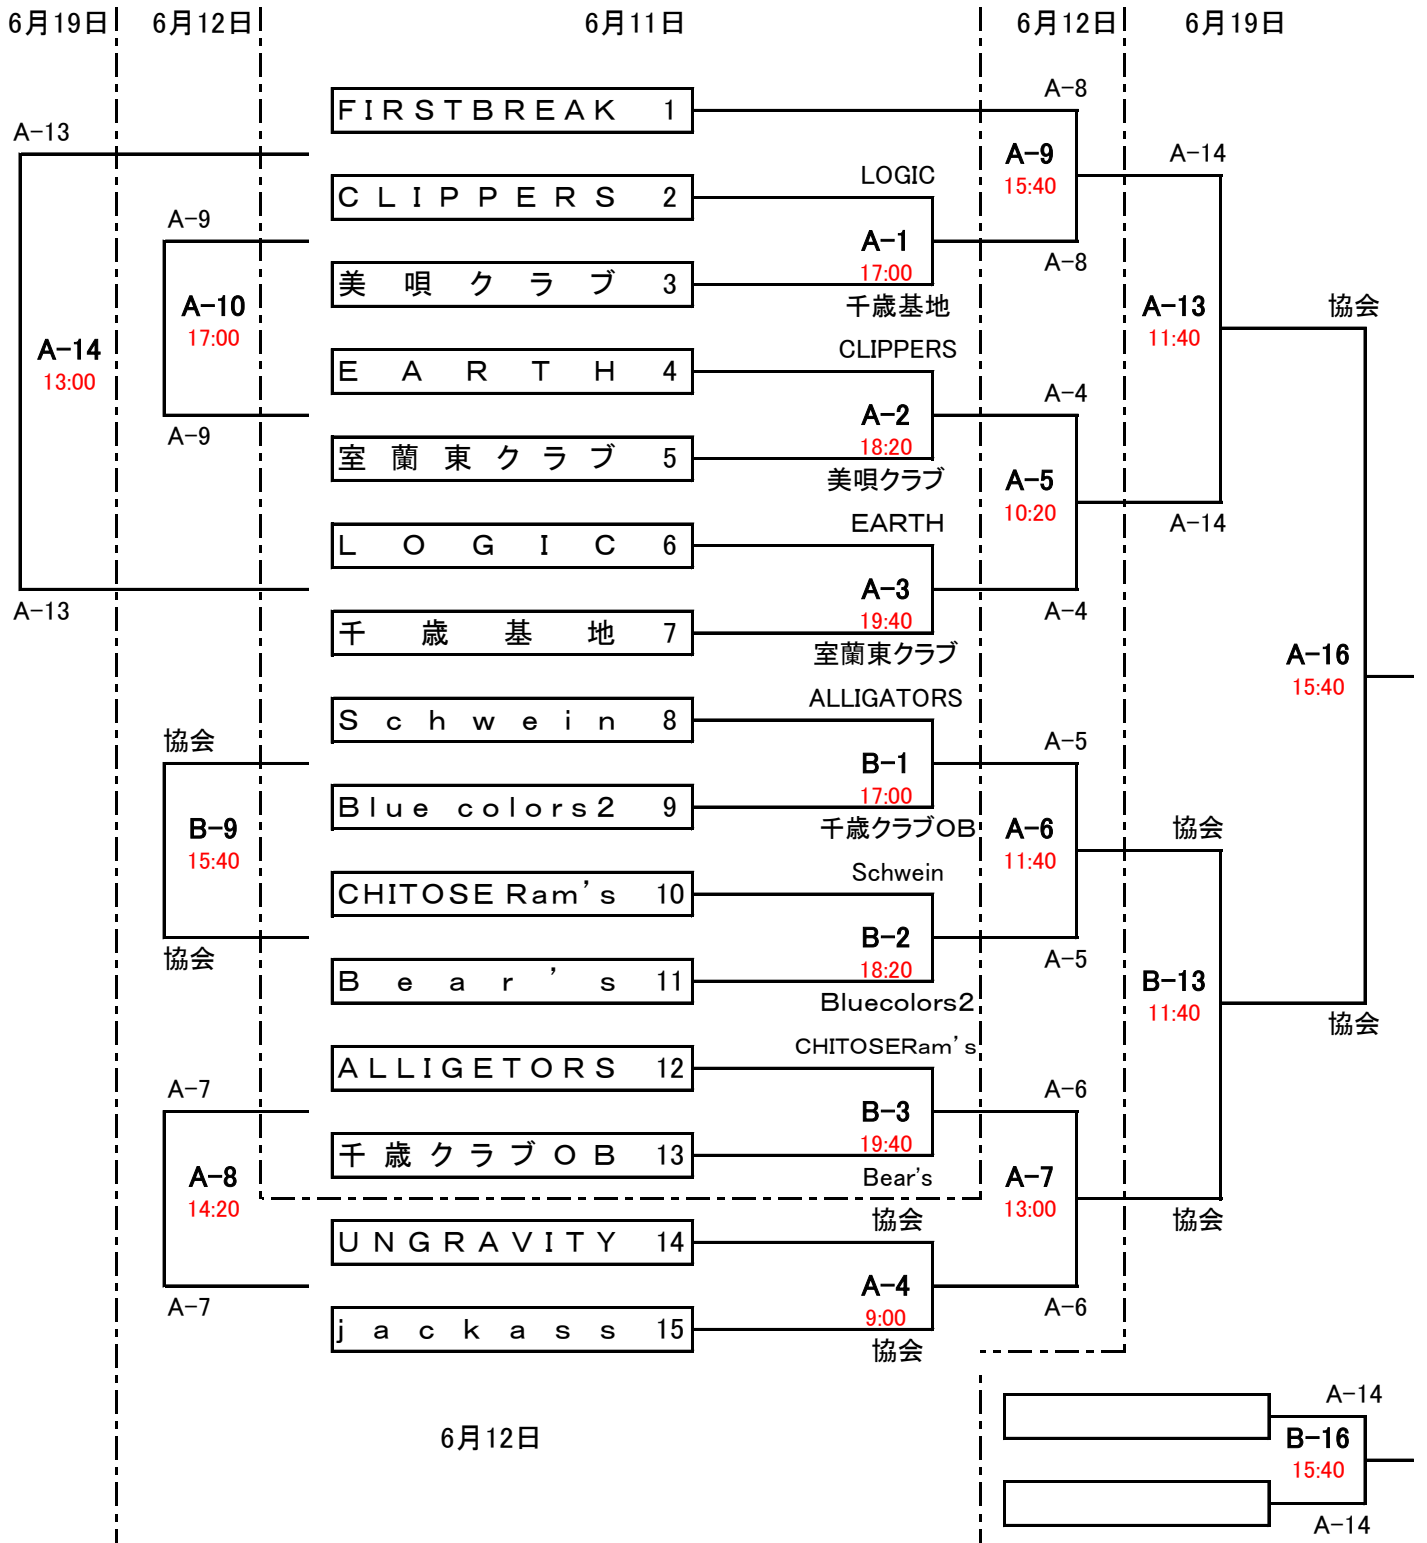 6月19日 6月12日 6月11日 6月12日 6月19日
A-8
FIRSTBREAK 1
A-13
A-9
15:40
A-14
LOGIC
CLIPPERS 2
A-9
A-1
17:00
A-8
美唄クラブ 3
A-10
17:00
千歳基地
A-13
11:40
協会
A-14
13:00
CLIPPERS
EARTH 4
A-4
A-9
A-2
18:20
室蘭東クラブ 5
美唄クラブ
A-5
10:20
EARTH
A-14
LOGIC 6
A-3
19:40
A-13
A-4
千歳基地 7
室蘭東クラブ
A-16
15:40
ALLIGATORS
Schwein 8
協会
A-5
B-1
17:00
Blue colors2 9
B-9
15:40
千歳クラブOB
A-6
11:40
協会
Schwein
CHITOSE Ram's 10
B-2
18:20
協会
A-5
Bear's 11
Bluecolors2
B-13
11:40
協会
CHITOSERam's
ALLIGETORS 12
A-7
A-6
B-3
19:40
千歳クラブOB 13
A-8
14:20
Bear's
A-7
13:00
協会
協会
UNGRAVITY 14
A-4
9:00
A-7
A-6
jackass 15
協会
A-14
6月12日
B-16
15:40
A-14